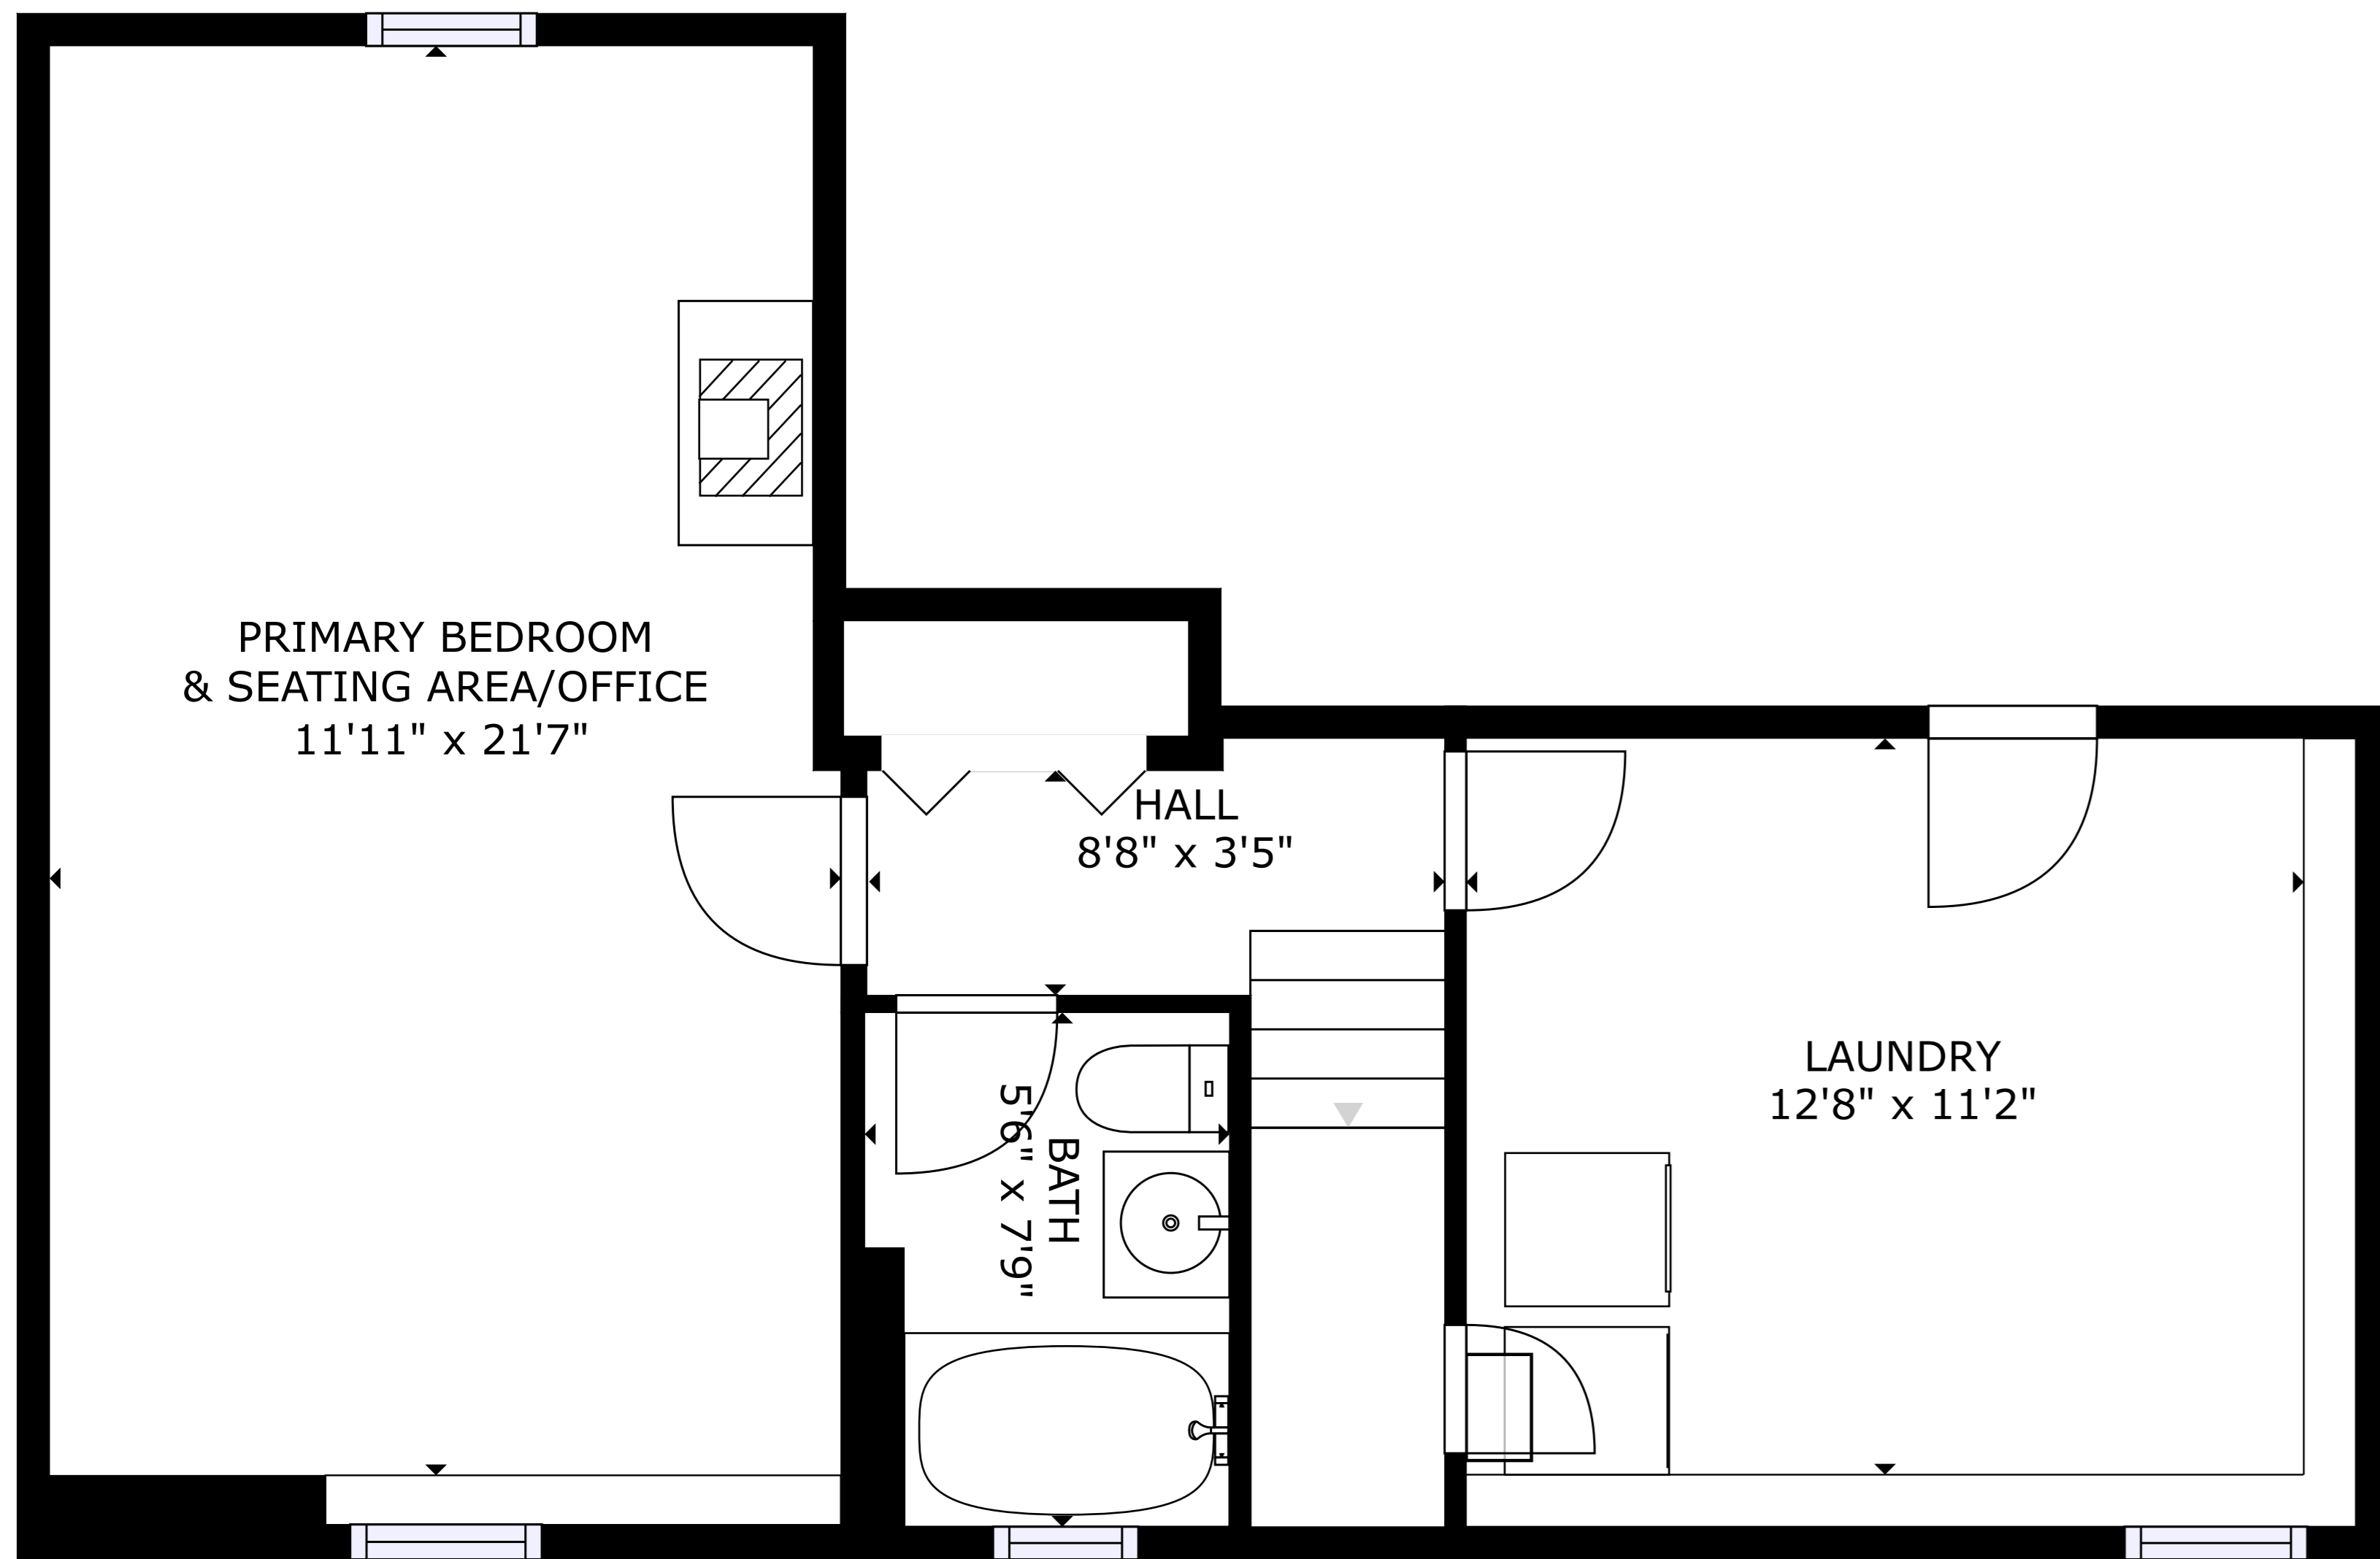 PRIMARY BEDROOM
& SEATING AREA/OFFICE
11'11" x 21'7"
HALL
8'8" x 3'5"
BATH
5'6" x 7'9"
LAUNDRY
12'8" x 11'2"